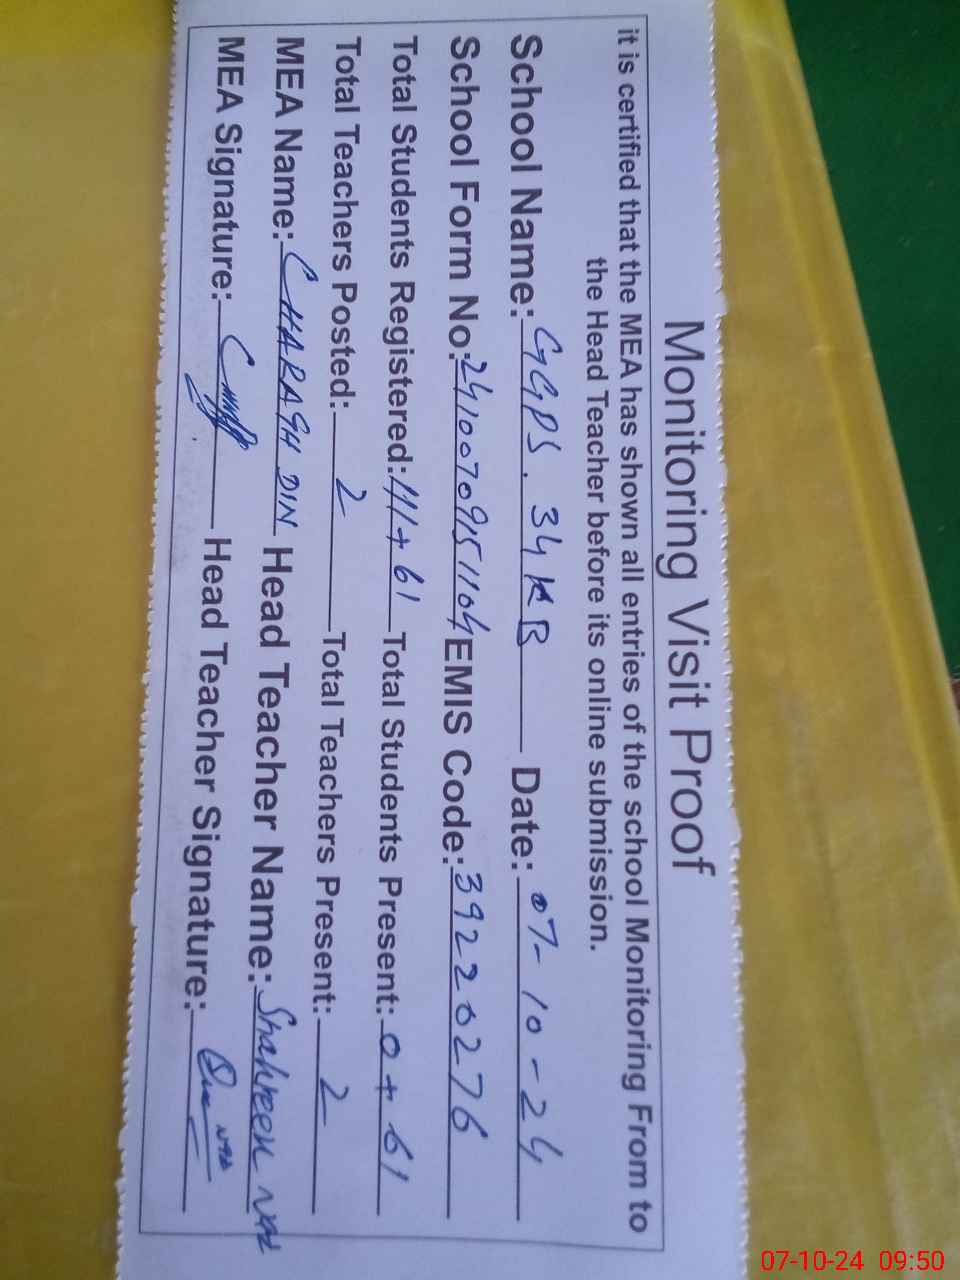 Monitoring Visit Proof
it is certified that the MEA has shown all entries of the school Monitoring From to
the Head Teacher before its online submission.
School Name: GGPS. 34 KB Date: 07-10-24
School Form No: 24100709151104 EMIS Code: 39220276
Total Students Registered: 111+61 Total Students Present: 0+61
Total Teachers Posted: 2 Total Teachers Present: 2
MEA Name: CHARAGH DIN Head Teacher Name: Shahreen
MEA Signature: Head Teacher Signature:
07-10-24 09:50